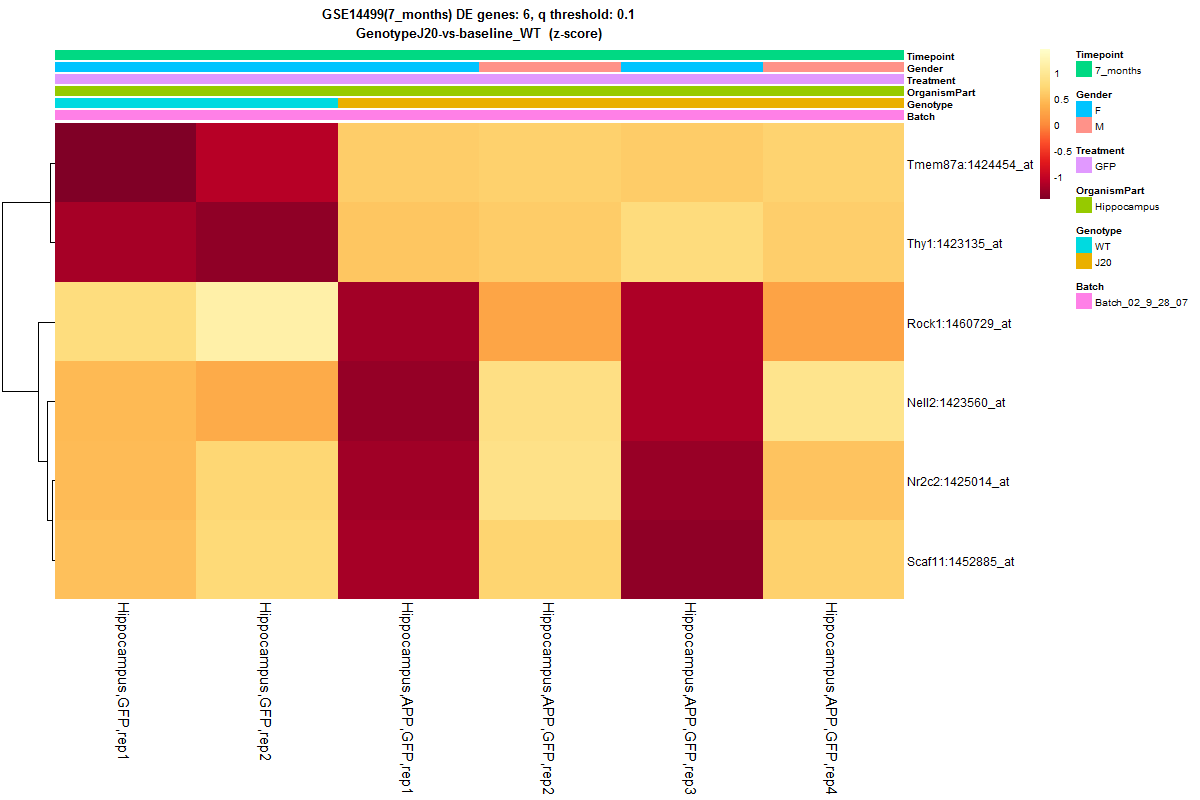 GSE14499(7_months) DE genes: 6, q threshold: 0.1
GenotypeJ20-vs-baseline_WT (z-score)
Timepoint
Gender
Treatment
OrganismPart
Genotype
Batch
Tmem87a:1424454_at
Thy1:1423135_at
Rock1:1460729_at
Nell2:1423560_at
Nr2c2:1425014_at
Scaf11:1452885_at
Hippocampus,GFP,rep1
Hippocampus,GFP,rep2
Hippocampus,APP,GFP,rep1
Hippocampus,APP,GFP,rep2
Hippocampus,APP,GFP,rep3
Hippocampus,APP,GFP,rep4
1
0.5
0
-0.5
-1
Timepoint
7_months
Gender
F
M
Treatment
GFP
OrganismPart
Hippocampus
Genotype
WT
J20
Batch
Batch_02_9_28_07